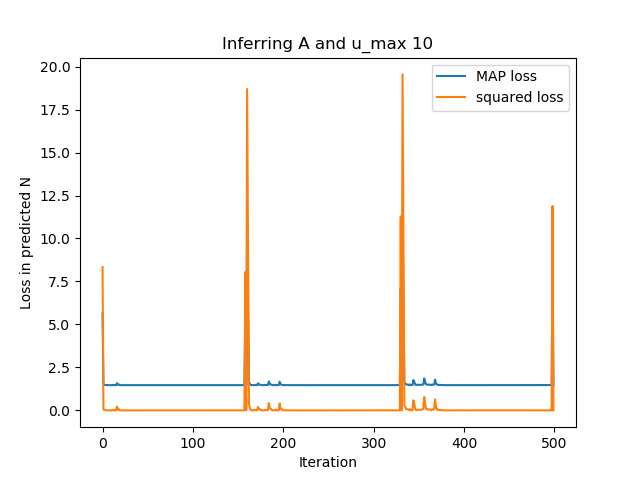 Inferring A and u_max 10
MAP loss
squared loss
20.0
17.5
15.0
12.5
10.0
7.5
5.0
2.5
0.0
Loss in predicted N
0 100 200 300 400 500
Iteration